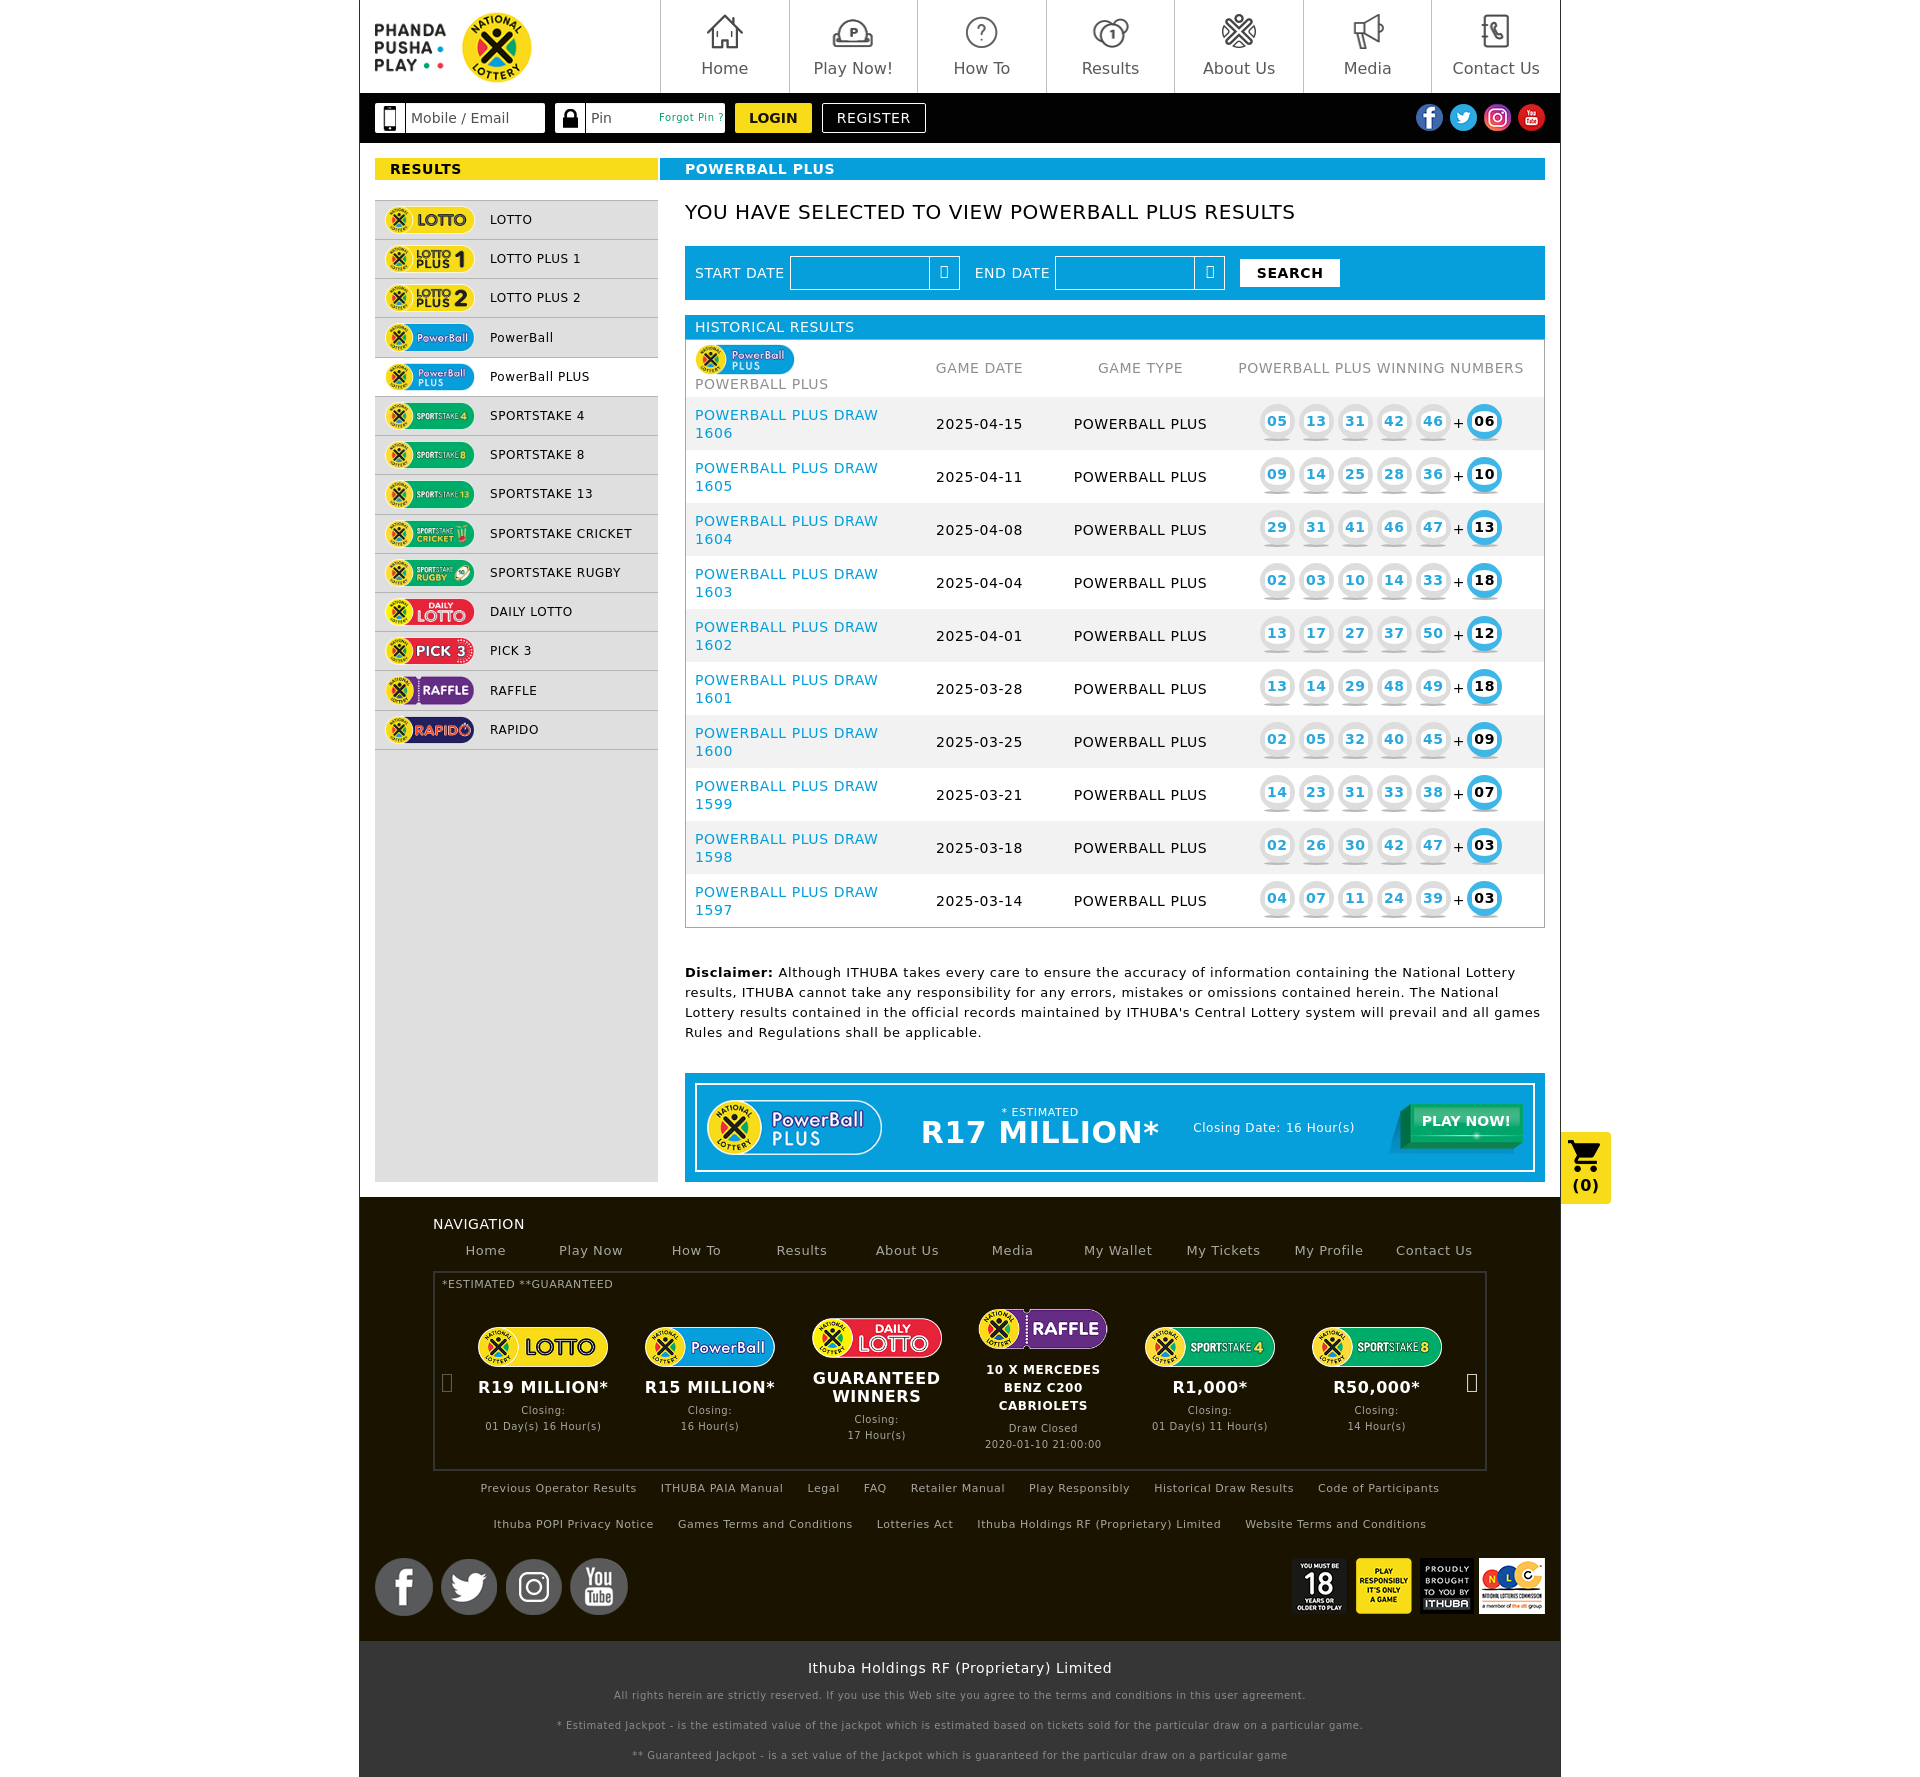 PHANDA
PUSHA
PLAY
NATIONAL
LOTTERY
Home
Play Now!
How To
Results
About Us
Media
Contact Us
Mobile / Email
Pin
Forgot Pin ?
LOGIN
REGISTER
RESULTS
POWERBALL PLUS
LOTTO LOTTO
LOTTO PLUS 1 LOTTO PLUS 1
LOTTO PLUS 2 LOTTO PLUS 2
PowerBall PowerBall
PowerBall PLUS PowerBall PLUS
SPORTSTAKE 4 SPORTSTAKE 4
SPORTSTAKE 8 SPORTSTAKE 8
SPORTSTAKE 13 SPORTSTAKE 13
SPORTSTAKE CRICKET SPORTSTAKE CRICKET
SPORTSTAKE RUGBY SPORTSTAKE RUGBY
DAILY LOTTO DAILY LOTTO
PICK 3 PICK 3
RAFFLE RAFFLE
RAPIDO RAPIDO
YOU HAVE SELECTED TO VIEW POWERBALL PLUS RESULTS
START DATE END DATE SEARCH
HISTORICAL RESULTS
PowerBall PLUS
POWERBALL PLUS GAME DATE GAME TYPE POWERBALL PLUS WINNING NUMBERS
POWERBALL PLUS DRAW 1606 2025-04-15 POWERBALL PLUS 05 13 31 42 46 + 06
POWERBALL PLUS DRAW 1605 2025-04-11 POWERBALL PLUS 09 14 25 28 36 + 10
POWERBALL PLUS DRAW 1604 2025-04-08 POWERBALL PLUS 29 31 41 46 47 + 13
POWERBALL PLUS DRAW 1603 2025-04-04 POWERBALL PLUS 02 03 10 14 33 + 18
POWERBALL PLUS DRAW 1602 2025-04-01 POWERBALL PLUS 13 17 27 37 50 + 12
POWERBALL PLUS DRAW 1601 2025-03-28 POWERBALL PLUS 13 14 29 48 49 + 18
POWERBALL PLUS DRAW 1600 2025-03-25 POWERBALL PLUS 02 05 32 40 45 + 09
POWERBALL PLUS DRAW 1599 2025-03-21 POWERBALL PLUS 14 23 31 33 38 + 07
POWERBALL PLUS DRAW 1598 2025-03-18 POWERBALL PLUS 02 26 30 42 47 + 03
POWERBALL PLUS DRAW 1597 2025-03-14 POWERBALL PLUS 04 07 11 24 39 + 03
Disclaimer: Although ITHUBA takes every care to ensure the accuracy of information containing the National Lottery
results, ITHUBA cannot take any responsibility for any errors, mistakes or omissions contained herein. The National
Lottery results contained in the official records maintained by ITHUBA's Central Lottery system will prevail and all games
Rules and Regulations shall be applicable.
NATIONAL LOTTERY PowerBall PLUS
* ESTIMATED
R17 MILLION*
Closing Date: 16 Hour(s)
PLAY NOW!
(0)
NAVIGATION
Home Play Now How To Results About Us Media My Wallet My Tickets My Profile Contact Us
*ESTIMATED **GUARANTEED
LOTTO
R19 MILLION*
Closing:
01 Day(s) 16 Hour(s)
PowerBall
R15 MILLION*
Closing:
16 Hour(s)
DAILY LOTTO
GUARANTEED
WINNERS
Closing:
17 Hour(s)
RAFFLE
10 X MERCEDES
BENZ C200
CABRIOLETS
Draw Closed
2020-01-10 21:00:00
SPORTSTAKE 4
R1,000*
Closing:
01 Day(s) 11 Hour(s)
SPORTSTAKE 8
R50,000*
Closing:
14 Hour(s)
Previous Operator Results ITHUBA PAIA Manual Legal FAQ Retailer Manual Play Responsibly Historical Draw Results Code of Participants
Ithuba POPI Privacy Notice Games Terms and Conditions Lotteries Act Ithuba Holdings RF (Proprietary) Limited Website Terms and Conditions
You
Tube
YOU MUST BE
18
YEARS OR
OLDER TO PLAY
PLAY
RESPONSIBLY
IT'S ONLY
A GAME
PROUDLY
BROUGHT
TO YOU BY
ITHUBA
NLC
NATIONAL LOTTERIES COMMISSION
a member of the dti group
Ithuba Holdings RF (Proprietary) Limited
All rights herein are strictly reserved. If you use this Web site you agree to the terms and conditions in this user agreement.
* Estimated Jackpot - is the estimated value of the jackpot which is estimated based on tickets sold for the particular draw on a particular game.
** Guaranteed Jackpot - is a set value of the Jackpot which is guaranteed for the particular draw on a particular game